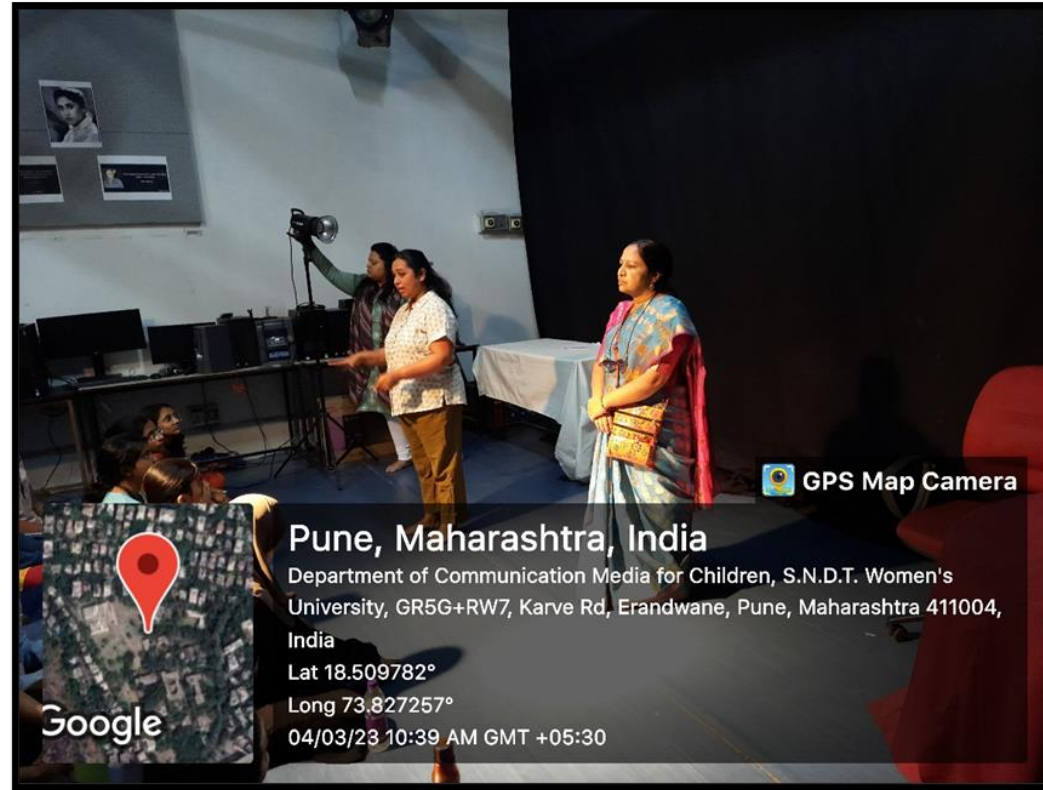 GPS Map Camera
Pune, Maharashtra, India
Department of Communication Media for Children, S.N.D.T. Women's
University, GR5G+RW7, Karve Rd, Erandwane, Pune, Maharashtra 411004,
India
Lat 18.509782°
Long 73.827257°
04/03/23 10:39 AM GMT +05:30
Google